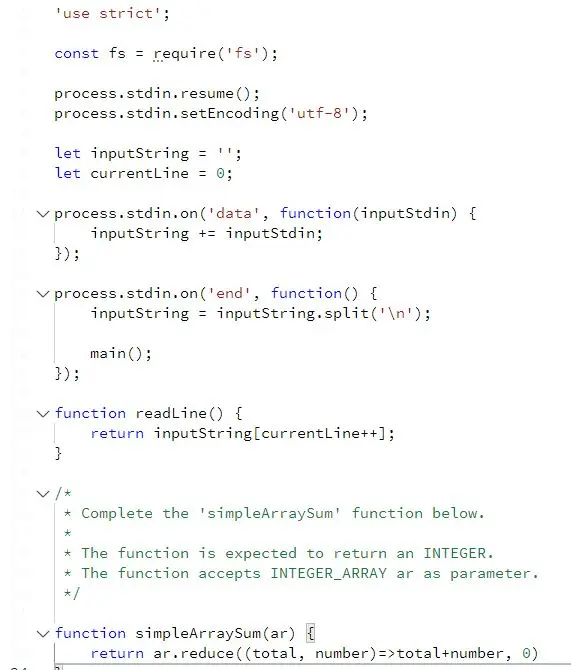 'use strict';
const fs = require('fs');
process.stdin.resume();
process.stdin.setEncoding('utf-8');
let inputString = '';
let currentLine = 0;
process.stdin.on('data', function(inputStdin) {
    inputString += inputStdin;
});
process.stdin.on('end', function() {
    inputString = inputString.split('\n');
    main();
});
function readLine() {
    return inputString[currentLine++];
}
/*
 * Complete the 'simpleArraySum' function below.
 *
 * The function is expected to return an INTEGER.
 * The function accepts INTEGER_ARRAY ar as parameter.
 */
function simpleArraySum(ar) {
    return ar.reduce((total, number)=>total+number, 0)